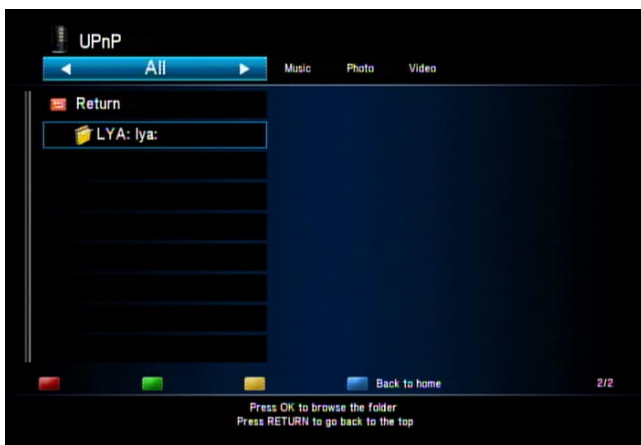 UPnP
All Music Photo Video
Return
LYA: lya:
Back to home 2/2
Press OK to browse the folder
Press RETURN to go back to the top